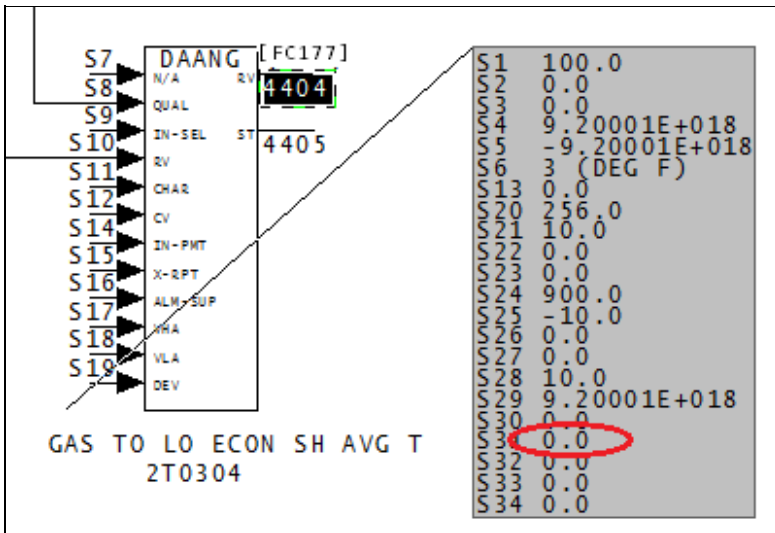 S7
S8
S9
S10
S11
S12
S14
S15
S16
S17
S18
S19
DAANG
[FC177]
N/A RV
4404
QUAL
IN-SEL ST
4405
RV
CHAR
CV
IN-PMT
X-RPT
ALM-SUP
VHA
VLA
DEV
GAS TO LO ECON SH AVG T
2T0304
S1 100.0
S2 0.0
S3 0.0
S4 9.20001E+018
S5 -9.20001E+018
S6 3 (DEG F)
S13 0.0
S20 256.0
S21 10.0
S22 0.0
S23 0.0
S24 900.0
S25 -10.0
S26 0.0
S27 0.0
S28 10.0
S29 9.20001E+018
S30 0.0
S31 0.0
S32 0.0
S33 0.0
S34 0.0